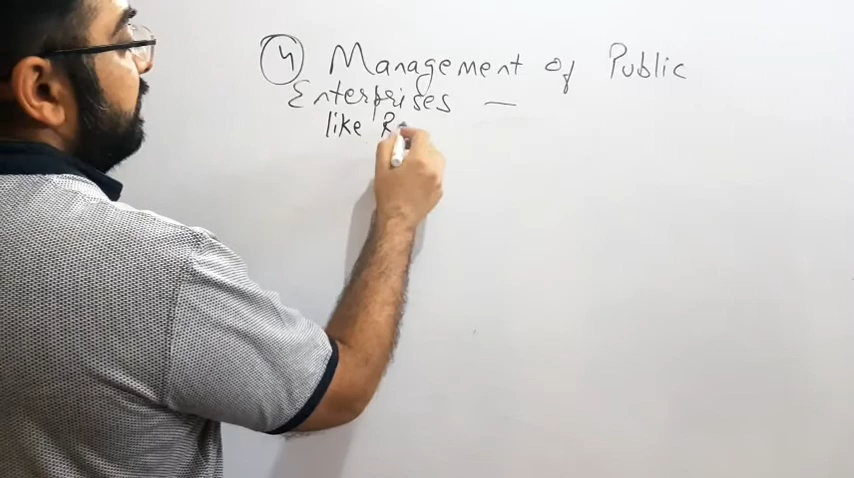 4 Management of Public
Enterprises —
like R